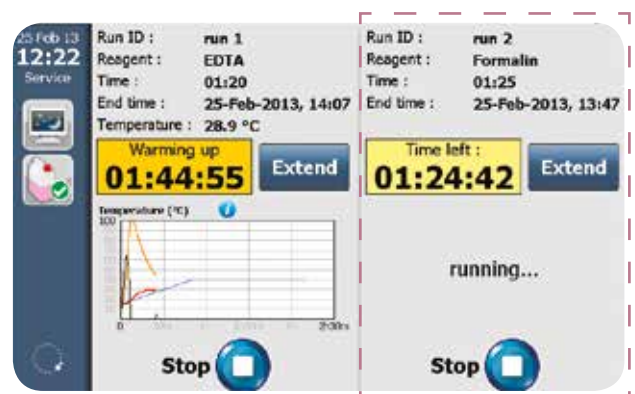 25 Feb 13
12:22
Service
Run ID : run 1
Reagent : EDTA
Time : 01:20
End time : 25-Feb-2013, 14:07
Temperature : 28.9 °C
Warming up
01:44:55
Extend
Temperature (°C)
100
0
2:30hs
Stop
Run ID : run 2
Reagent : Formalin
Time : 01:25
End time : 25-Feb-2013, 13:47
Time left :
01:24:42
Extend
running...
Stop